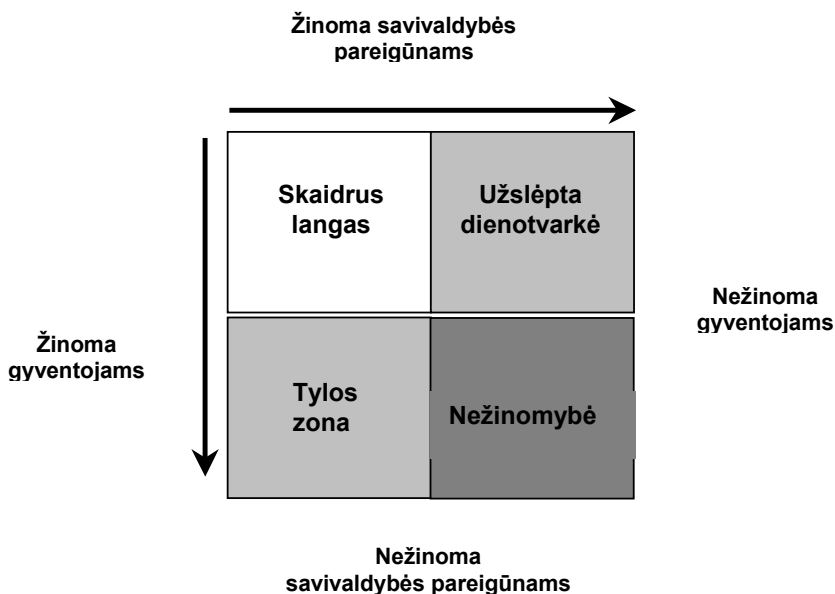 Žinoma savivaldybės
pareigūnams
Skaidrus
langas
Užslėpta
dienotvarkė
Nežinoma
gyventojams
Žinoma
gyventojams
Tylos
zona
Nežinomybė
Nežinoma
savivaldybės pareigūnams